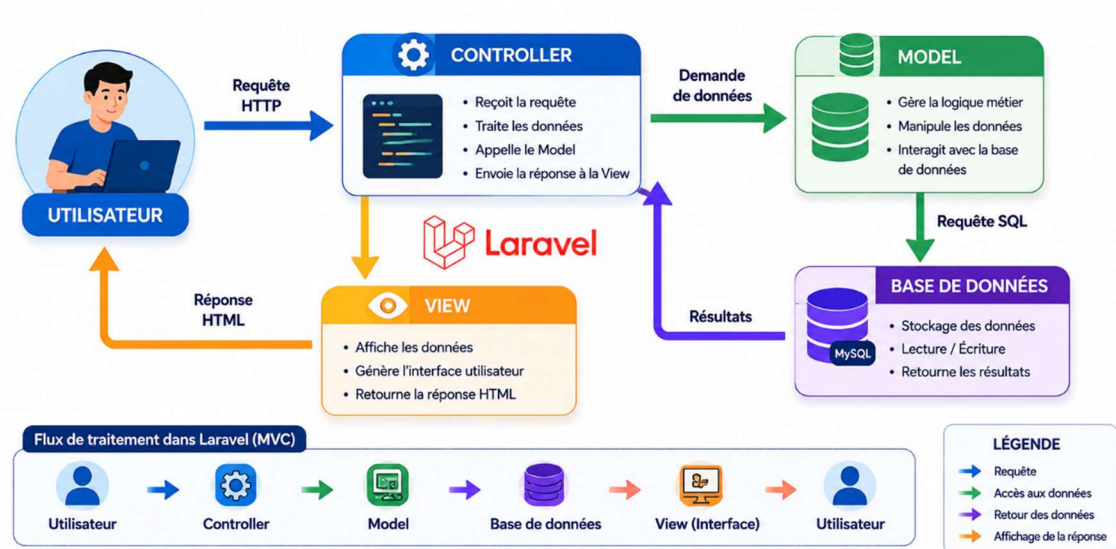 Requête
HTTP
UTILISATEUR
CONTROLLER
• Reçoit la requête
• Traite les données
• Appelle le Model
• Envoie la réponse à la View
Demande
de données
MODEL
• Gère la logique métier
• Manipule les données
• Interagit avec la base
de données
Requête SQL
Laravel
BASE DE DONNÉES
MySQL
• Stockage des données
• Lecture / Écriture
• Retourne les résultats
Résultats
VIEW
• Affiche les données
• Génère l'interface utilisateur
• Retourne la réponse HTML
Réponse
HTML
Flux de traitement dans Laravel (MVC)
Utilisateur
Controller
Model
Base de données
View (Interface)
Utilisateur
LÉGENDE
Requête
Accès aux données
Retour des données
Affichage de la réponse